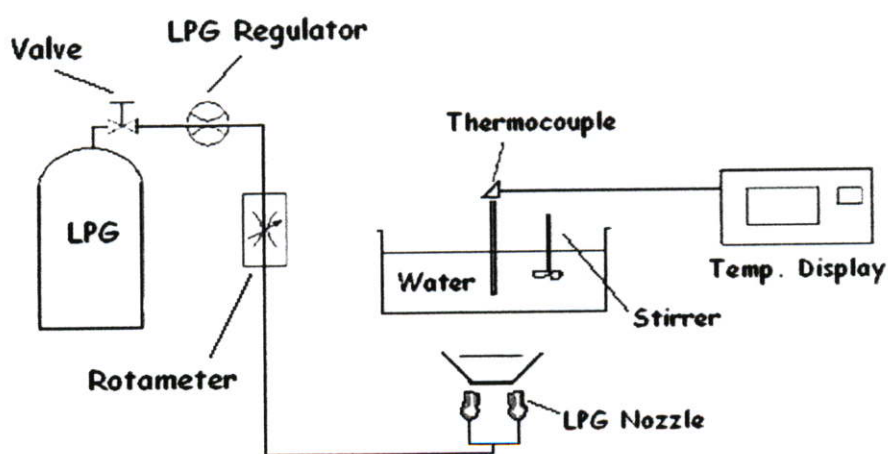 LPG Regulator
Valve
Thermocouple
LPG
Water
Temp. Display
Stirrer
Rotameter
LPG Nozzle